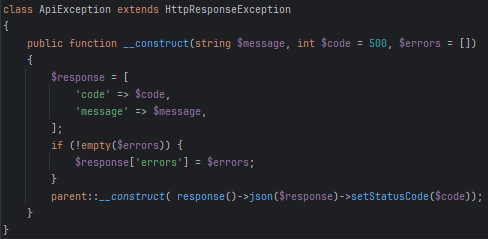 class ApiException extends HttpResponseException
{
    public function __construct(string $message, int $code = 500, $errors = [])
    {
        $response = [
            'code' => $code,
            'message' => $message,
        ];
        if (!empty($errors)) {
            $response['errors'] = $errors;
        }
        parent::__construct( response()->json($response)->setStatusCode($code));
    }
}